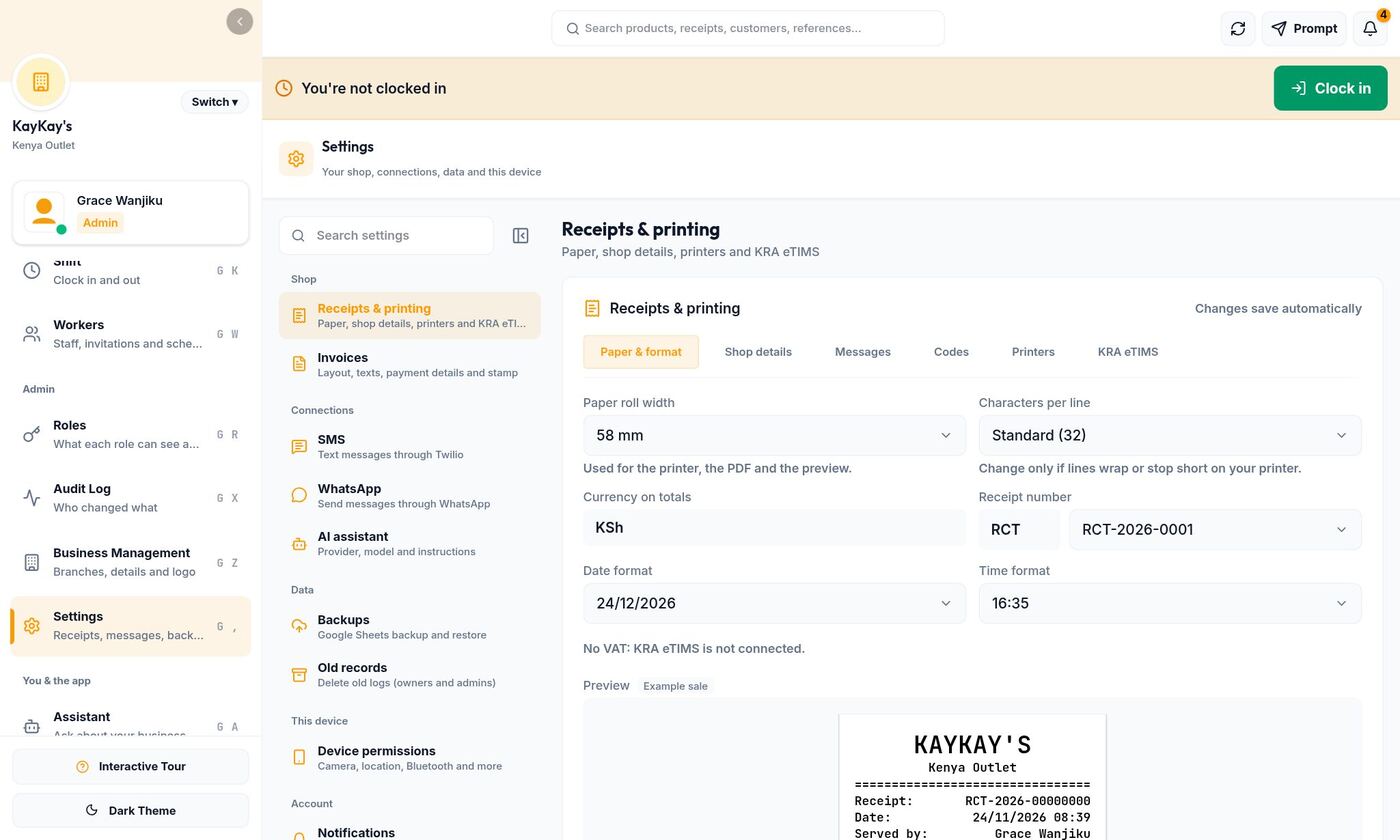 Search products, receipts, customers, references...
Prompt
4
You're not clocked in
Clock in
Switch ▾
KayKay's
Kenya Outlet
Grace Wanjiku
Admin
Shift
Clock in and out
G K
Workers
Staff, invitations and sche...
G W
Admin
Roles
What each role can see a...
G R
Audit Log
Who changed what
G X
Business Management
Branches, details and logo
G Z
Settings
Receipts, messages, back...
G ,
You & the app
Assistant
Ask about your business
G A
Interactive Tour
Dark Theme
Settings
Your shop, connections, data and this device
Search settings
Shop
Receipts & printing
Paper, shop details, printers and KRA eTI...
Invoices
Layout, texts, payment details and stamp
Connections
SMS
Text messages through Twilio
WhatsApp
Send messages through WhatsApp
AI assistant
Provider, model and instructions
Data
Backups
Google Sheets backup and restore
Old records
Delete old logs (owners and admins)
This device
Device permissions
Camera, location, Bluetooth and more
Account
Notifications
Receipts & printing
Paper, shop details, printers and KRA eTIMS
Receipts & printing
Changes save automatically
Paper & format
Shop details
Messages
Codes
Printers
KRA eTIMS
Paper roll width
Characters per line
58 mm
Standard (32)
Used for the printer, the PDF and the preview.
Change only if lines wrap or stop short on your printer.
Currency on totals
Receipt number
KSh
RCT
RCT-2026-0001
Date format
Time format
24/12/2026
16:35
No VAT: KRA eTIMS is not connected.
Preview
Example sale
KAYKAY'S
Kenya Outlet
================================
Receipt: RCT-2026-00000000
Date: 24/11/2026 08:39
Served by: Grace Wanjiku